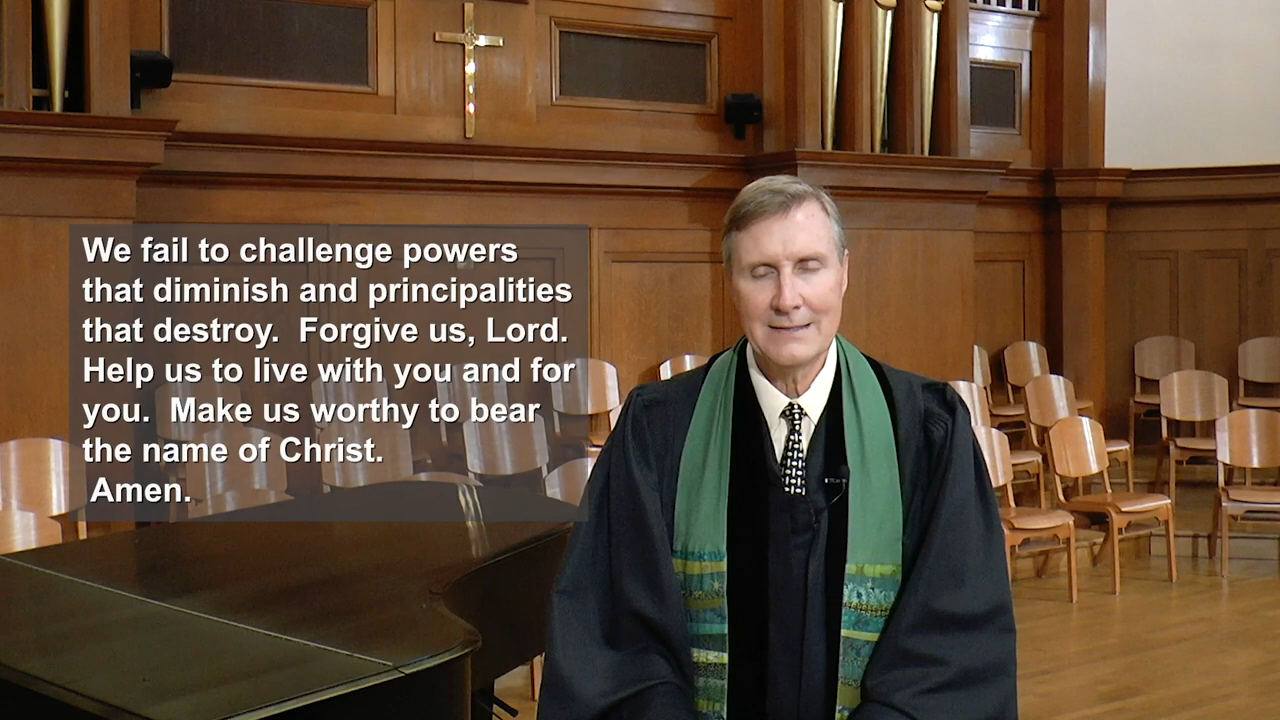 We fail to challenge powers
that diminish and principalities
that destroy.  Forgive us, Lord.
Help us to live with you and for
you.  Make us worthy to bear
the name of Christ.
Amen.